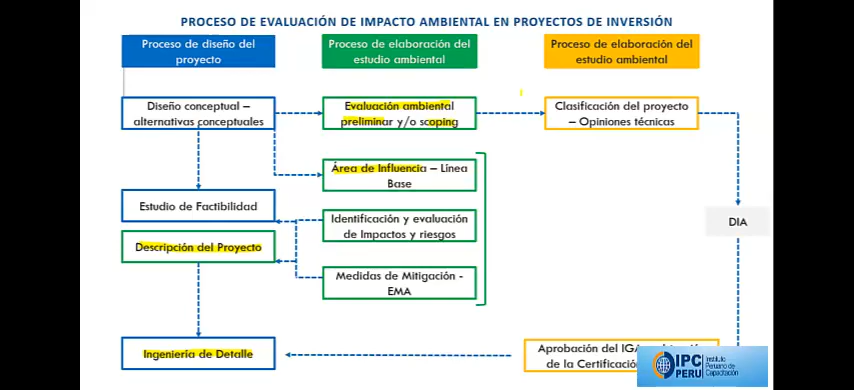 PROCESO DE EVALUACIÓN DE IMPACTO AMBIENTAL EN PROYECTOS DE INVERSIÓN
Proceso de diseño del
proyecto
Proceso de elaboración del
estudio ambiental
Proceso de elaboración del
estudio ambiental
Diseño conceptual –
alternativas conceptuales
Evaluación ambiental
preliminar y/o scoping
Clasificación del proyecto
– Opiniones técnicas
Área de Influencia – Línea
Base
Estudio de Factibilidad
Identificación y evaluación
de Impactos y riesgos
DIA
Descripción del Proyecto
Medidas de Mitigación -
EMA
Ingeniería de Detalle
Aprobación del IGA
de la Certificación
IPC
PERU
Instituto
Peruano de
Capacitación